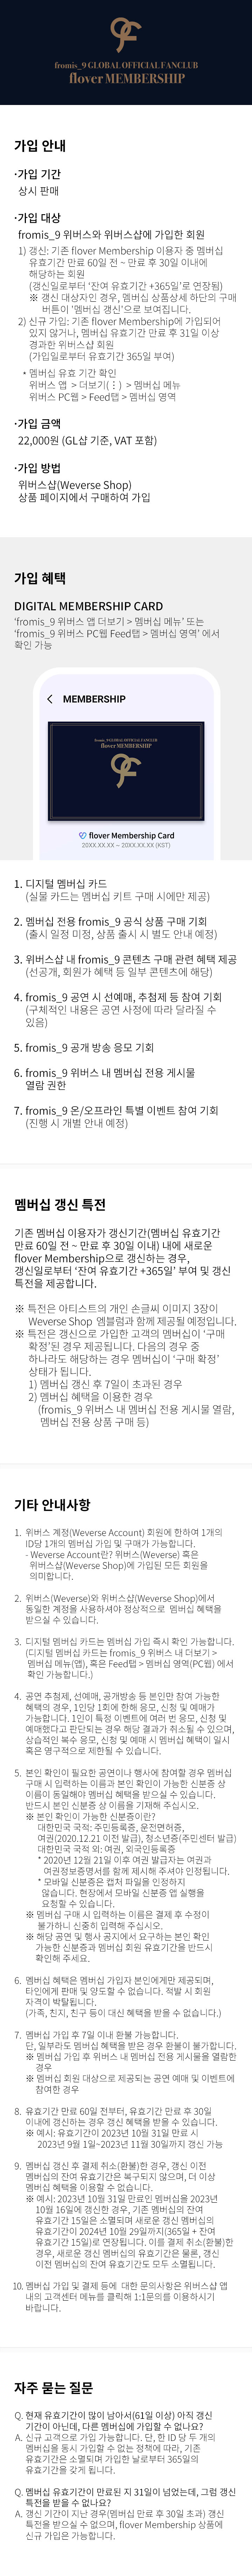 fromis_9 GLOBAL OFFICIAL FANCLUB
flover MEMBERSHIP
가입 안내
·가입 기간
상시 판매
·가입 대상
fromis_9 위버스와 위버스샵에 가입한 회원
1) 갱신: 기존 flover Membership 이용자 중 멤버십
유효기간 만료 60일 전 ~ 만료 후 30일 이내에
해당하는 회원
(갱신일로부터 '잔여 유효기간 +365일'로 연장됨)
※ 갱신 대상자인 경우, 멤버십 상품상세 하단의 구매
버튼이 '멤버십 갱신'으로 보여집니다.
2) 신규 가입: 기존 flover Membership에 가입되어
있지 않거나, 멤버십 유효기간 만료 후 31일 이상
경과한 위버스샵 회원
(가입일로부터 유효기간 365일 부여)
* 멤버십 유효 기간 확인
위버스 앱 > 더보기(⋮) > 멤버십 메뉴
위버스 PC웹 > Feed탭 > 멤버십 영역
·가입 금액
22,000원 (GL샵 기준, VAT 포함)
·가입 방법
위버스샵(Weverse Shop)
상품 페이지에서 구매하여 가입
가입 혜택
DIGITAL MEMBERSHIP CARD
'fromis_9 위버스 앱 더보기 > 멤버십 메뉴' 또는
'fromis_9 위버스 PC웹 Feed탭 > 멤버십 영역' 에서
확인 가능
< MEMBERSHIP
fromis_9 GLOBAL OFFICIAL FANCLUB
flover MEMBERSHIP
flover Membership Card
20XX.XX.XX ~ 20XX.XX.XX (KST)
1. 디지털 멤버십 카드
(실물 카드는 멤버십 키트 구매 시에만 제공)
2. 멤버십 전용 fromis_9 공식 상품 구매 기회
(출시 일정 미정, 상품 출시 시 별도 안내 예정)
3. 위버스샵 내 fromis_9 콘텐츠 구매 관련 혜택 제공
(선공개, 회원가 혜택 등 일부 콘텐츠에 해당)
4. fromis_9 공연 시 선예매, 추첨제 등 참여 기회
(구체적인 내용은 공연 사정에 따라 달라질 수
있음)
5. fromis_9 공개 방송 응모 기회
6. fromis_9 위버스 내 멤버십 전용 게시물
열람 권한
7. fromis_9 온/오프라인 특별 이벤트 참여 기회
(진행 시 개별 안내 예정)
멤버십 갱신 특전
기존 멤버십 이용자가 갱신기간(멤버십 유효기간
만료 60일 전 ~ 만료 후 30일 이내) 내에 새로운
flover Membership으로 갱신하는 경우,
갱신일로부터 '잔여 유효기간 +365일' 부여 및 갱신
특전을 제공합니다.
※ 특전은 아티스트의 개인 손글씨 이미지 3장이
Weverse Shop 엠블럼과 함께 제공될 예정입니다.
※ 특전은 갱신으로 가입한 고객의 멤버십이 '구매
확정'된 경우 제공됩니다. 다음의 경우 중
하나라도 해당하는 경우 멤버십이 '구매 확정'
상태가 됩니다.
1) 멤버십 갱신 후 7일이 초과된 경우
2) 멤버십 혜택을 이용한 경우
(fromis_9 위버스 내 멤버십 전용 게시물 열람,
멤버십 전용 상품 구매 등)
기타 안내사항
1. 위버스 계정(Weverse Account) 회원에 한하여 1개의
ID당 1개의 멤버십 가입 및 구매가 가능합니다.
- Weverse Account란? 위버스(Weverse) 혹은
위버스샵(Weverse Shop)에 가입된 모든 회원을
의미합니다.
2. 위버스(Weverse)와 위버스샵(Weverse Shop)에서
동일한 계정을 사용하셔야 정상적으로 멤버십 혜택을
받으실 수 있습니다.
3. 디지털 멤버십 카드는 멤버십 가입 즉시 확인 가능합니다.
(디지털 멤버십 카드는 fromis_9 위버스 내 더보기 >
멤버십 메뉴(앱), 혹은 Feed탭 > 멤버십 영역(PC웹) 에서
확인 가능합니다.)
4. 공연 추첨제, 선예매, 공개방송 등 본인만 참여 가능한
혜택의 경우, 1인당 1회에 한해 응모, 신청 및 예매가
가능합니다. 1인이 특정 이벤트에 여러 번 응모, 신청 및
예매했다고 판단되는 경우 해당 결과가 취소될 수 있으며,
상습적인 복수 응모, 신청 및 예매 시 멤버십 혜택이 일시
혹은 영구적으로 제한될 수 있습니다.
5. 본인 확인이 필요한 공연이나 행사에 참여할 경우 멤버십
구매 시 입력하는 이름과 본인 확인이 가능한 신분증 상
이름이 동일해야 멤버십 혜택을 받으실 수 있습니다.
반드시 본인 신분증 상 이름을 기재해 주십시오.
※ 본인 확인이 가능한 신분증이란?
대한민국 국적: 주민등록증, 운전면허증,
여권(2020.12.21 이전 발급), 청소년증(주민센터 발급)
대한민국 국적 외: 여권, 외국인등록증
* 2020년 12월 21일 이후 여권 발급자는 여권과
여권정보증명서를 함께 제시해 주셔야 인정됩니다.
* 모바일 신분증은 캡처 파일을 인정하지
않습니다. 현장에서 모바일 신분증 앱 실행을
요청할 수 있습니다.
※ 멤버십 구매 시 입력하는 이름은 결제 후 수정이
불가하니 신중히 입력해 주십시오.
※ 해당 공연 및 행사 공지에서 요구하는 본인 확인
가능한 신분증과 멤버십 회원 유효기간을 반드시
확인해 주세요.
6. 멤버십 혜택은 멤버십 가입자 본인에게만 제공되며,
타인에게 판매 및 양도할 수 없습니다. 적발 시 회원
자격이 박탈됩니다.
(가족, 친지, 친구 등이 대신 혜택을 받을 수 없습니다.)
7. 멤버십 가입 후 7일 이내 환불 가능합니다.
단, 일부라도 멤버십 혜택을 받은 경우 환불이 불가합니다.
※ 멤버십 가입 후 위버스 내 멤버십 전용 게시물을 열람한
경우
※ 멤버십 회원 대상으로 제공되는 공연 예매 및 이벤트에
참여한 경우
8. 유효기간 만료 60일 전부터, 유효기간 만료 후 30일
이내에 갱신하는 경우 갱신 혜택을 받을 수 있습니다.
※ 예시: 유효기간이 2023년 10월 31일 만료 시
2023년 9월 1일~2023년 11월 30일까지 갱신 가능
9. 멤버십 갱신 후 결제 취소(환불)한 경우, 갱신 이전
멤버십의 잔여 유효기간은 복구되지 않으며, 더 이상
멤버십 혜택을 이용할 수 없습니다.
※ 예시: 2023년 10월 31일 만료인 멤버십을 2023년
10월 16일에 갱신한 경우, 기존 멤버십의 잔여
유효기간 15일은 소멸되며 새로운 갱신 멤버십의
유효기간이 2024년 10월 29일까지(365일 + 잔여
유효기간 15일)로 연장됩니다. 이를 결제 취소(환불)한
경우, 새로운 갱신 멤버십의 유효기간은 물론, 갱신
이전 멤버십의 잔여 유효기간도 모두 소멸됩니다.
10. 멤버십 가입 및 결제 등에 대한 문의사항은 위버스샵 앱
내의 고객센터 메뉴를 클릭해 1:1문의를 이용하시기
바랍니다.
자주 묻는 질문
Q. 현재 유효기간이 많이 남아서(61일 이상) 아직 갱신
기간이 아닌데, 다른 멤버십에 가입할 수 없나요?
A. 신규 고객으로 가입 가능합니다. 단, 한 ID 당 두 개의
멤버십을 동시 가입할 수 없는 정책에 따라, 기존
유효기간은 소멸되며 가입한 날로부터 365일의
유효기간을 갖게 됩니다.
Q. 멤버십 유효기간이 만료된 지 31일이 넘었는데, 그럼 갱신
특전을 받을 수 없나요?
A. 갱신 기간이 지난 경우(멤버십 만료 후 30일 초과) 갱신
특전을 받으실 수 없으며, flover Membership 상품에
신규 가입은 가능합니다.